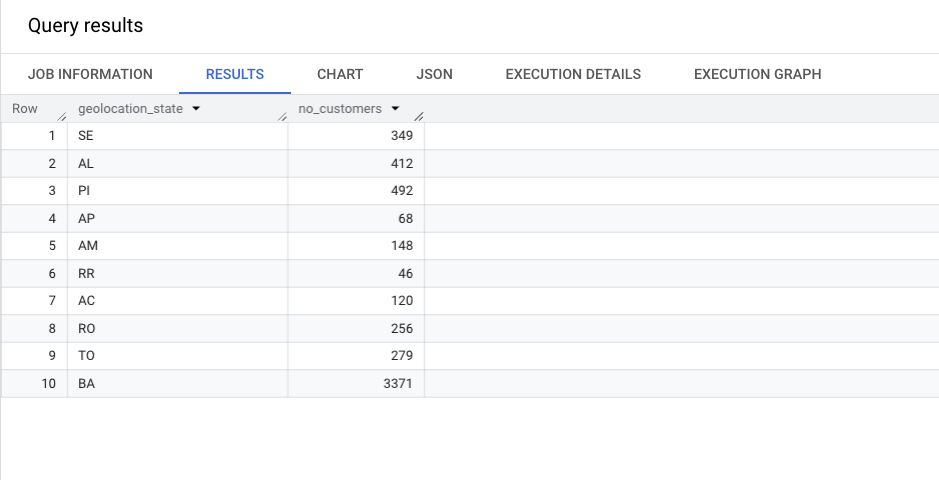 Query results
JOB INFORMATION RESULTS CHART JSON EXECUTION DETAILS EXECUTION GRAPH
Row geolocation_state no_customers
1 SE 349
2 AL 412
3 PI 492
4 AP 68
5 AM 148
6 RR 46
7 AC 120
8 RO 256
9 TO 279
10 BA 3371